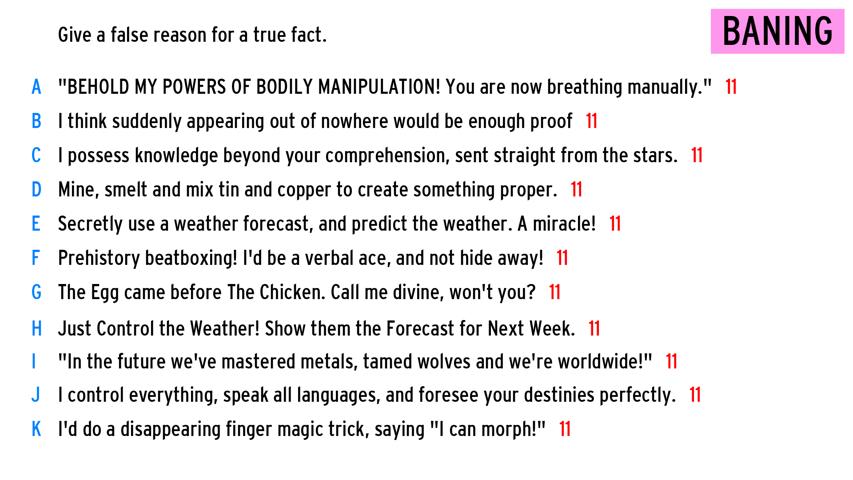 Give a false reason for a true fact.
BANING
A "BEHOLD MY POWERS OF BODILY MANIPULATION! You are now breathing manually." 11
B I think suddenly appearing out of nowhere would be enough proof 11
C I possess knowledge beyond your comprehension, sent straight from the stars. 11
D Mine, smelt and mix tin and copper to create something proper. 11
E Secretly use a weather forecast, and predict the weather. A miracle! 11
F Prehistory beatboxing! I'd be a verbal ace, and not hide away! 11
G The Egg came before The Chicken. Call me divine, won't you? 11
H Just Control the Weather! Show them the Forecast for Next Week. 11
I "In the future we've mastered metals, tamed wolves and we're worldwide!" 11
J I control everything, speak all languages, and foresee your destinies perfectly. 11
K I'd do a disappearing finger magic trick, saying "I can morph!" 11